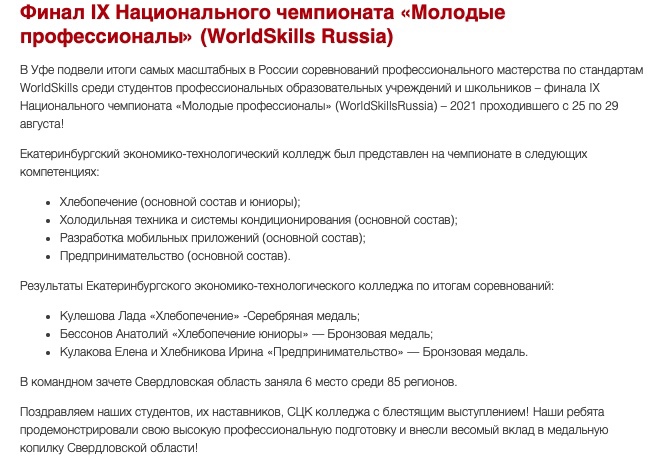 Финал IX Национального чемпионата «Молодые
профессионалы» (WorldSkills Russia)
В Уфе подвели итоги самых масштабных в России соревнований профессионального мастерства по стандартам
WorldSkills среди студентов профессиональных образовательных учреждений и школьников – финала IX
Национального чемпионата «Молодые профессионалы» (WorldSkillsRussia) – 2021 проходившего с 25 по 29
августа!
Екатеринбургский экономико-технологический колледж был представлен на чемпионате в следующих
компетенциях:
• Хлебопечение (основной состав и юниоры);
• Холодильная техника и системы кондиционирования (основной состав);
• Разработка мобильных приложений (основной состав);
• Предпринимательство (основной состав).
Результаты Екатеринбургского экономико-технологического колледжа по итогам соревнований:
• Кулешова Лада «Хлебопечение» -Серебряная медаль;
• Бессонов Анатолий «Хлебопечение юниоры» — Бронзовая медаль;
• Кулакова Елена и Хлебникова Ирина «Предпринимательство» — Бронзовая медаль.
В командном зачете Свердловская область заняла 6 место среди 85 регионов.
Поздравляем наших студентов, их наставников, СЦК колледжа с блестящим выступлением! Наши ребята
продемонстрировали свою высокую профессиональную подготовку и внесли весомый вклад в медальную
копилку Свердловской области!